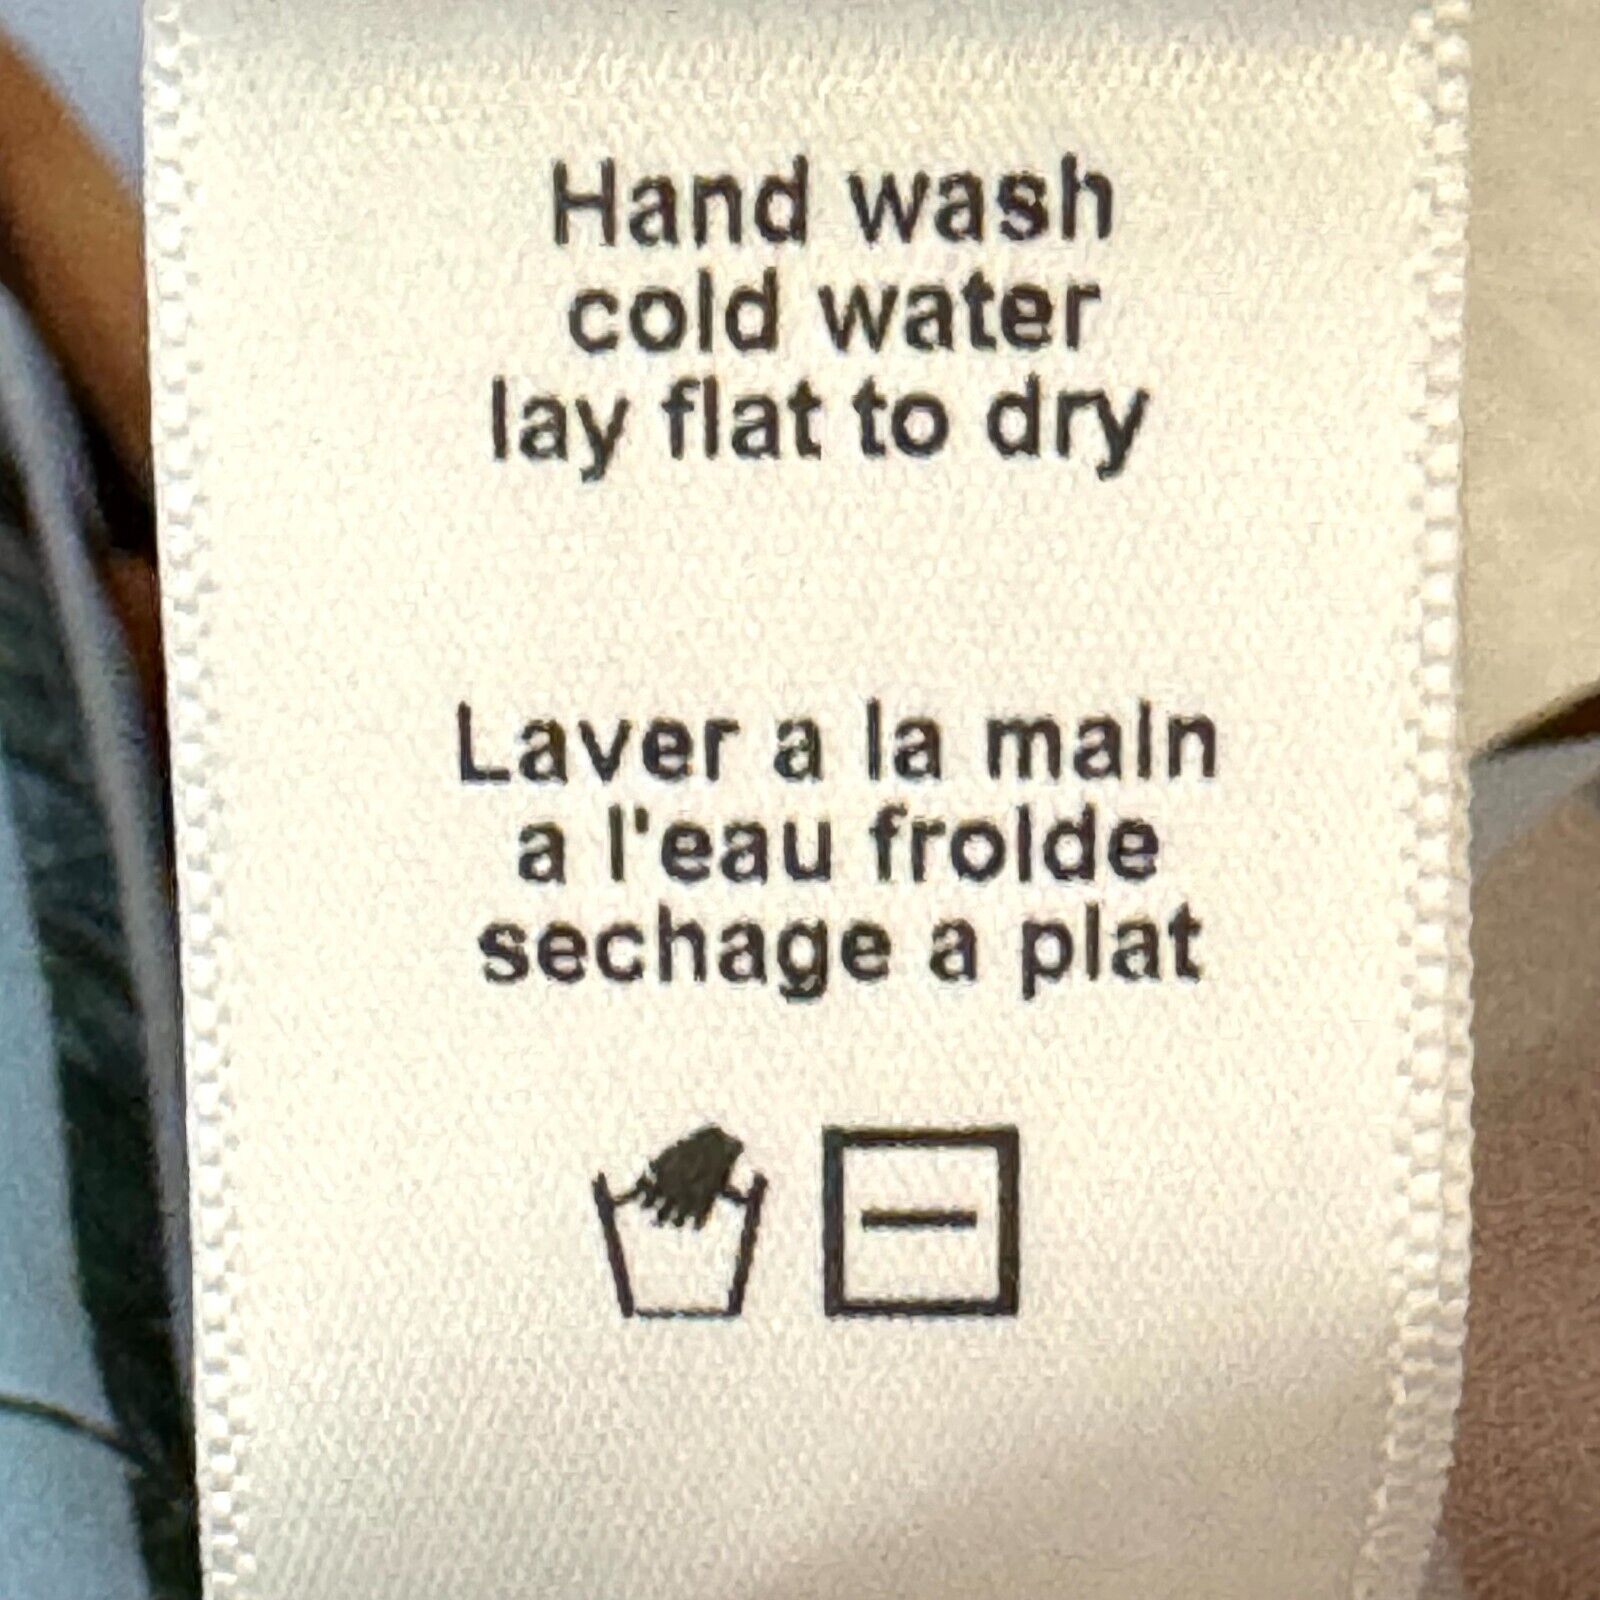 Hand wash
cold water
lay flat to dry
Laver a la main
a l'eau froide
sechage a plat